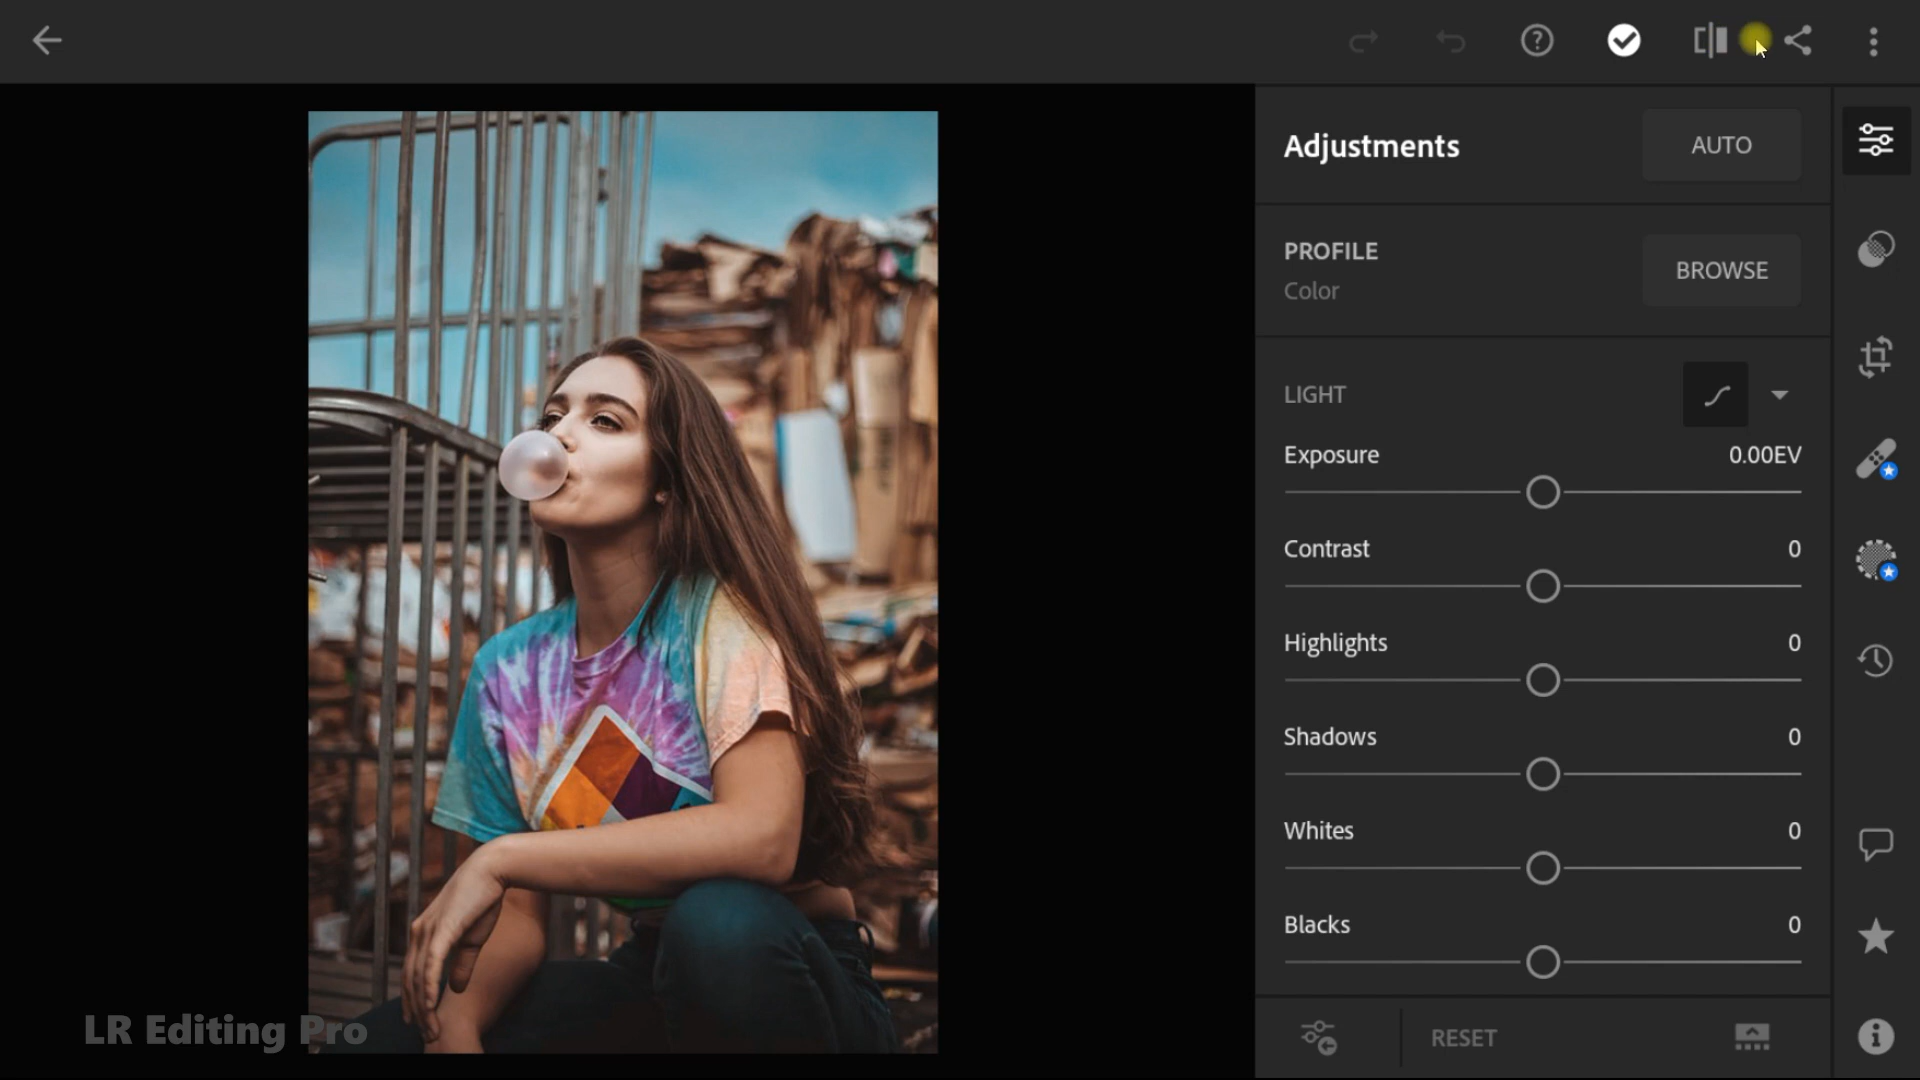 Adjustments
AUTO
PROFILE
Color
BROWSE
LIGHT
Exposure 0.00EV
Contrast 0
Highlights 0
Shadows 0
Whites 0
Blacks 0
RESET
LR Editing Pro